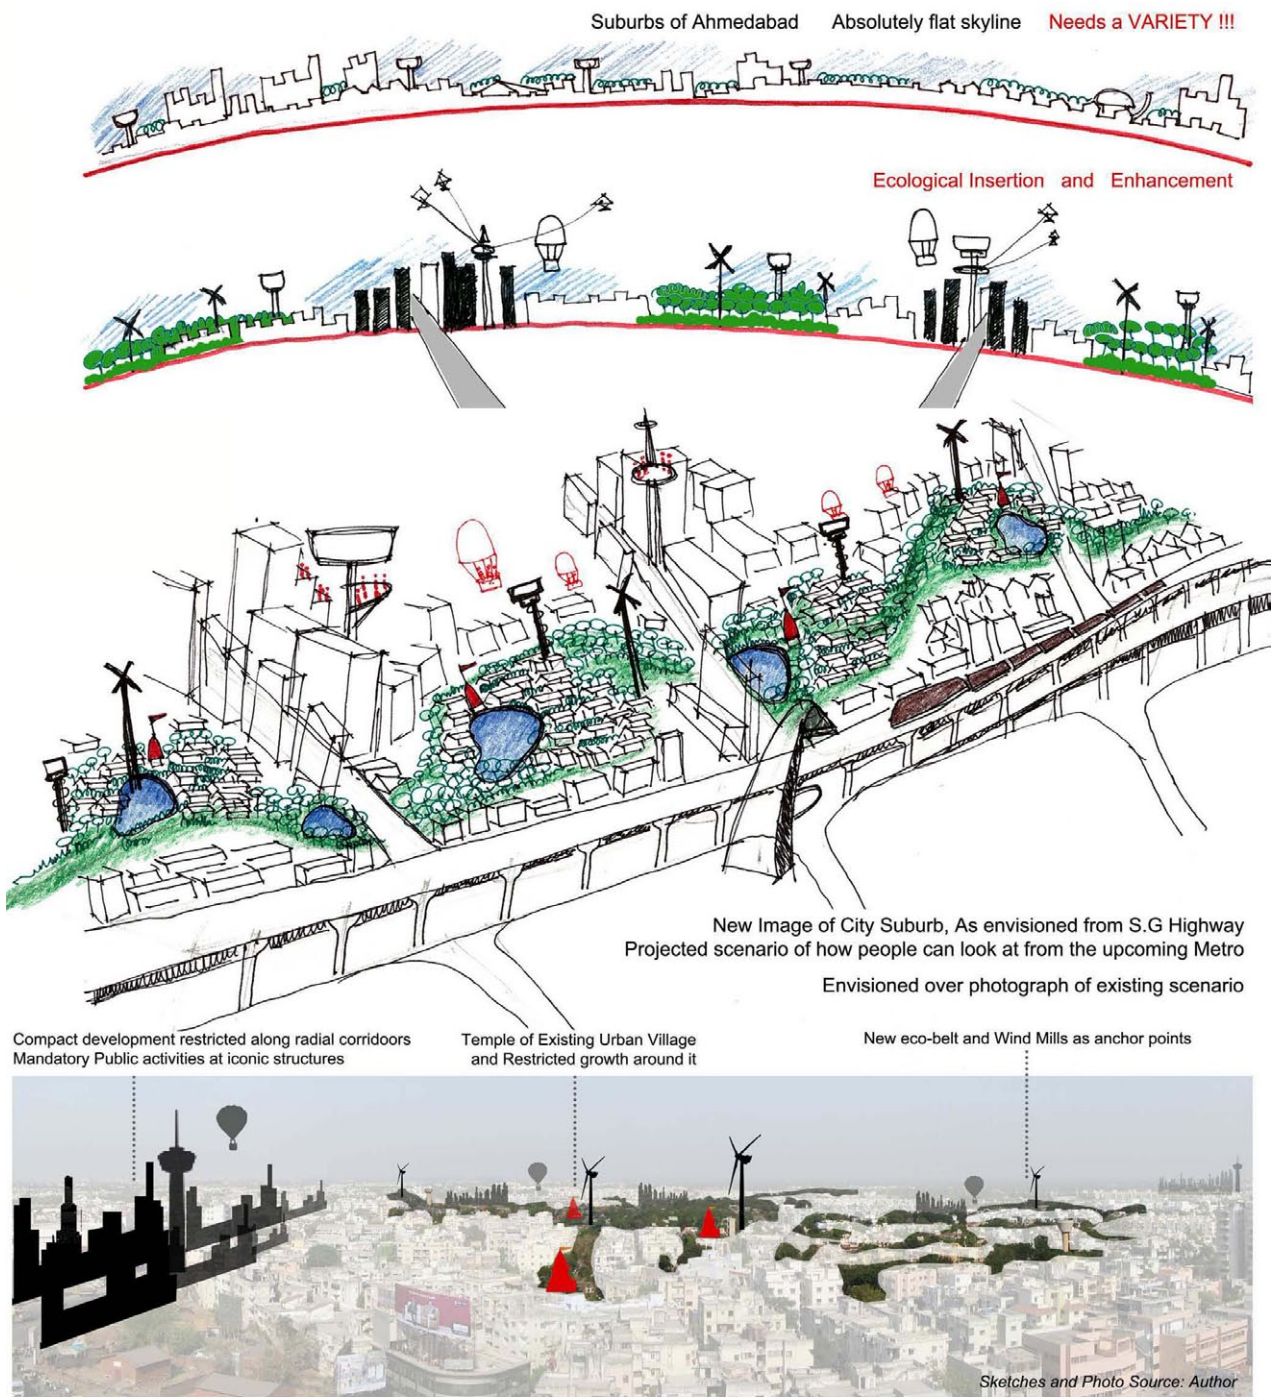 Suburbs of Ahmedabad Absolutely flat skyline Needs a VARIETY !!!
Ecological Insertion and Enhancement
New Image of City Suburb, As envisioned from S.G Highway
Projected scenario of how people can look at from the upcoming Metro
Envisioned over photograph of existing scenario
Compact development restricted along radial corridoors
Mandatory Public activities at iconic structures
Temple of Existing Urban Village
and Restricted growth around it
New eco-belt and Wind Mills as anchor points
Sketches and Photo Source: Author